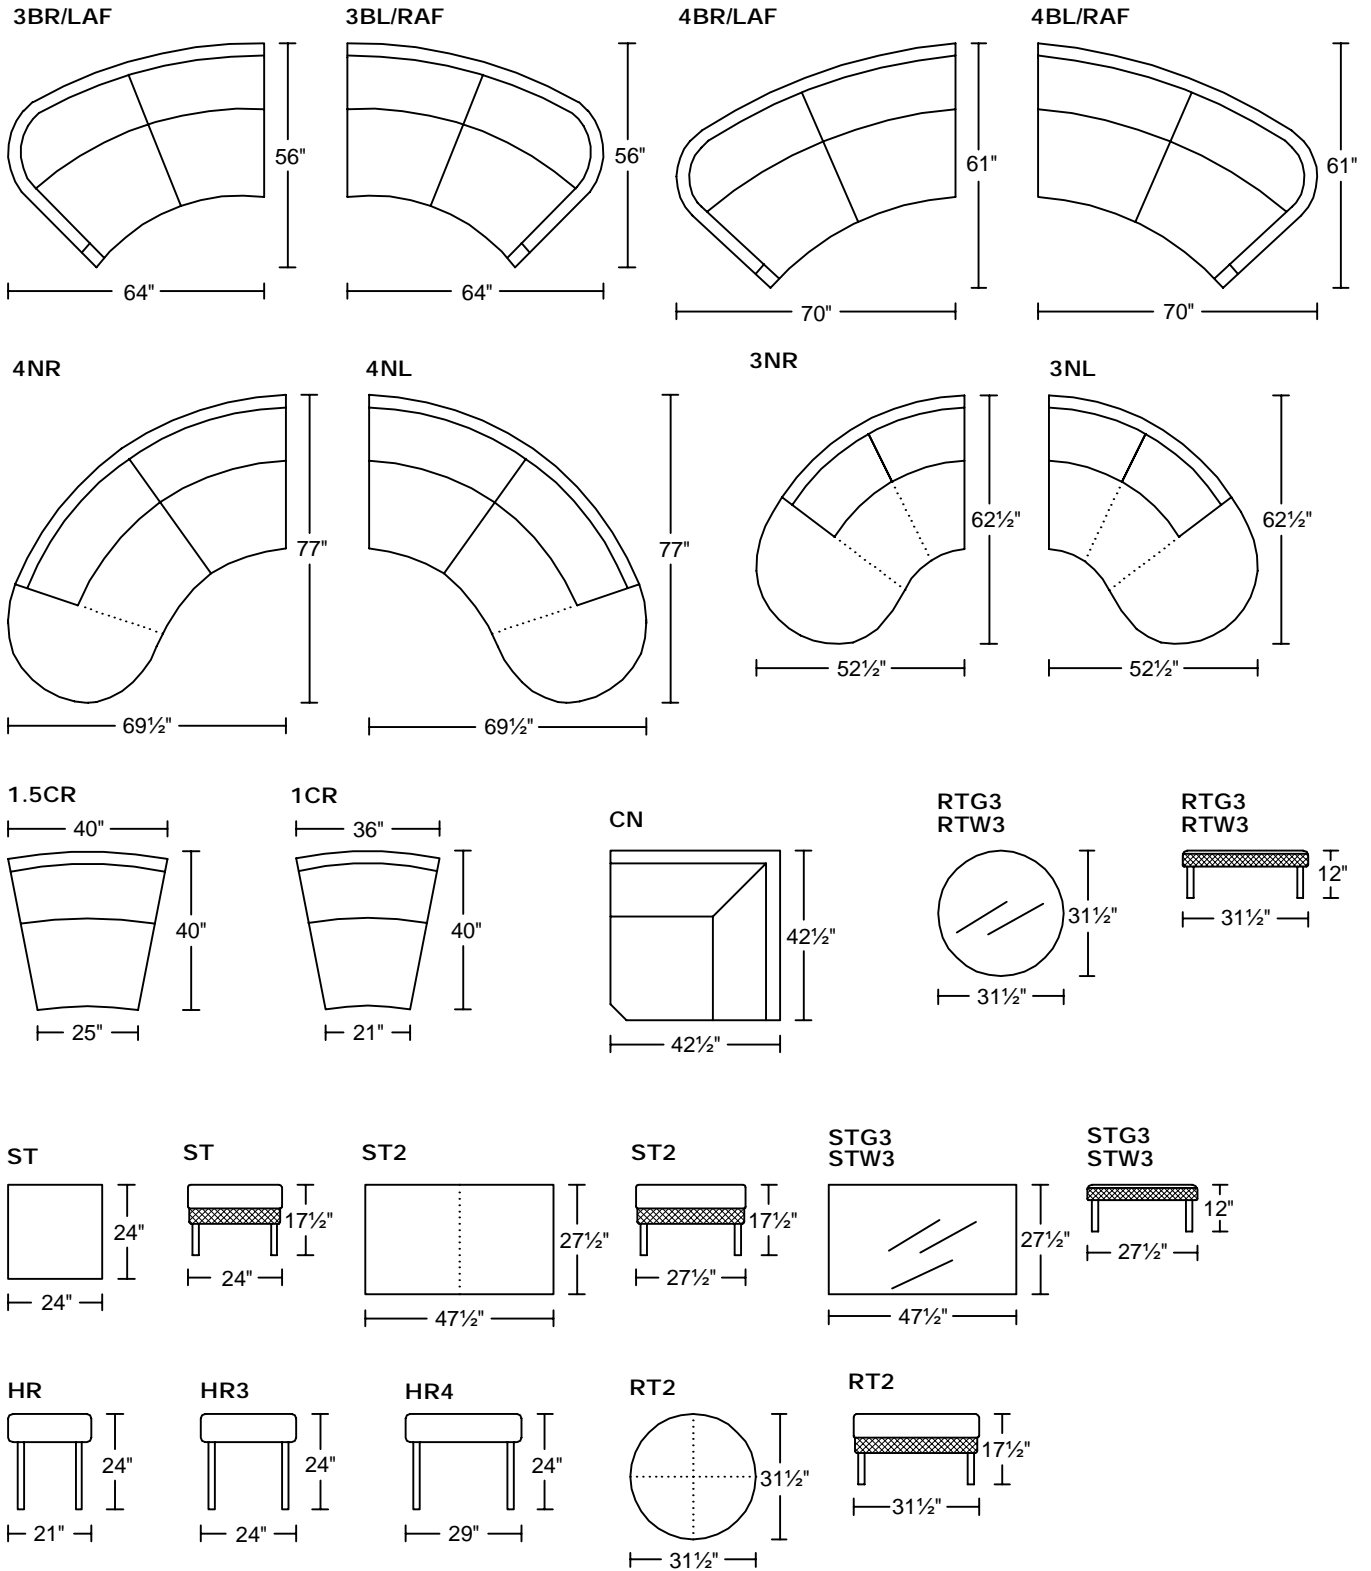 3BR/LAF
3BL/RAF
4BR/LAF
4BL/RAF
56"
56"
61"
61"
64"
64"
70"
70"
4NR
4NL
3NR
3NL
77"
77"
62½"
62½"
69½"
69½"
52½"
52½"
1.5CR
1CR
CN
RTG3
RTW3
RTG3
RTW3
40"
36"
40"
40"
42½"
31½"
12"
25"
21"
42½"
31½"
31½"
ST
ST
ST2
ST2
STG3
STW3
STG3
STW3
24"
17½"
27½"
17½"
27½"
12"
24"
24"
47½"
27½"
47½"
27½"
HR
HR3
HR4
RT2
RT2
24"
24"
24"
31½"
17½"
21"
24"
29"
31½"
31½"